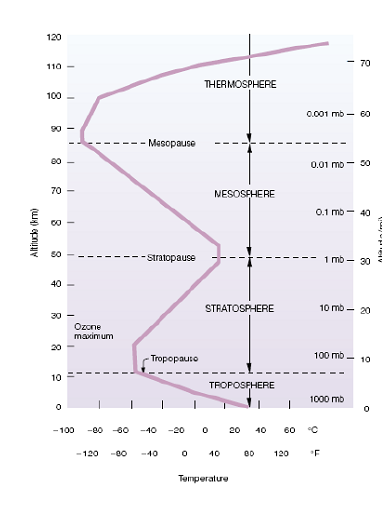 120
110
70
THERMOSPHERE
100
0.001 mb
60
90
Mesopause
80
0.01 mb
50
70
MESOSPHERE
Altitude (km)
60
0.1 mb
40
50
Stratopause
1 mb
30
40
STRATOSPHERE
10 mb
20
30
Ozone
maximum
20
Tropopause
100 mb
10
10
TROPOSPHERE
1000 mb
0
0
-100 -80 -60 -40 -20 0 20 40 60 °C
-120 -80 -40 0 40 80 120 °F
Temperature